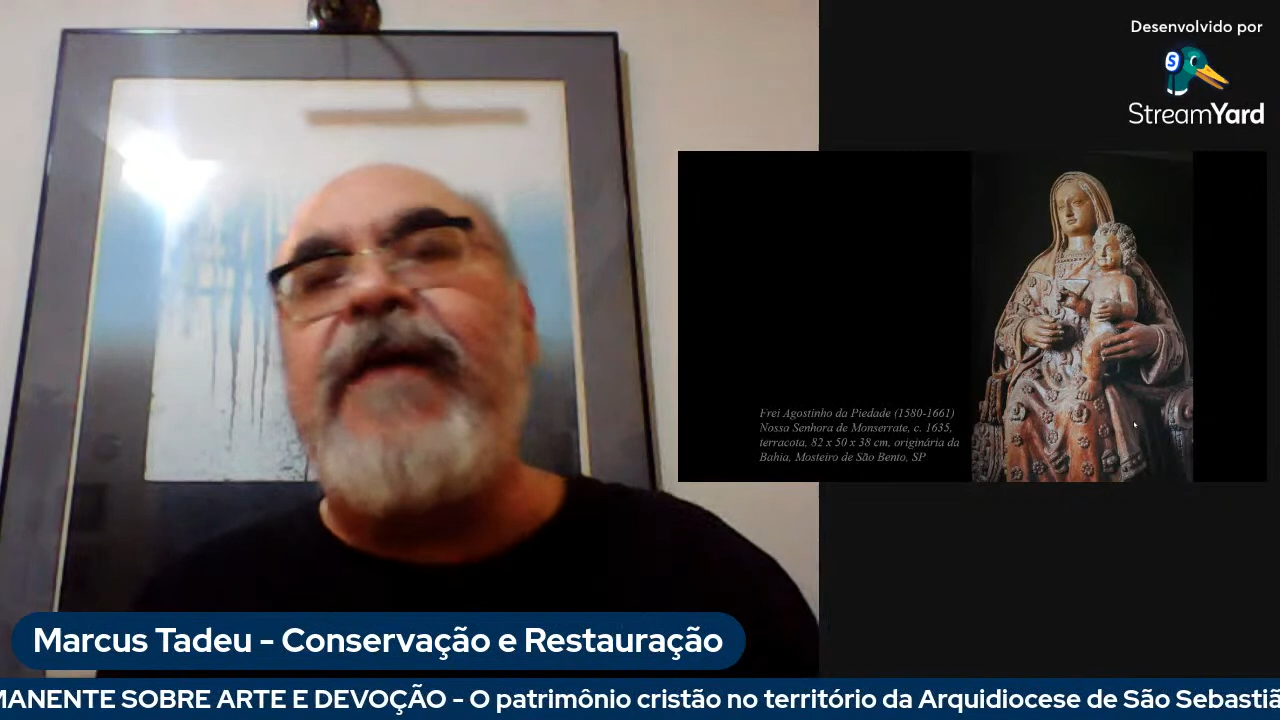 Desenvolvido por
StreamYard
Frei Agostinho da Piedade (1580-1661)
Nossa Senhora de Monserrate, c. 1635,
terracota, 82 x 50 x 38 cm, originária da
Bahia, Mosteiro de São Bento, SP
Marcus Tadeu - Conservação e Restauração
MANENTE SOBRE ARTE E DEVOÇÃO - O patrimônio cristão no território da Arquidiocese de São Sebastiã